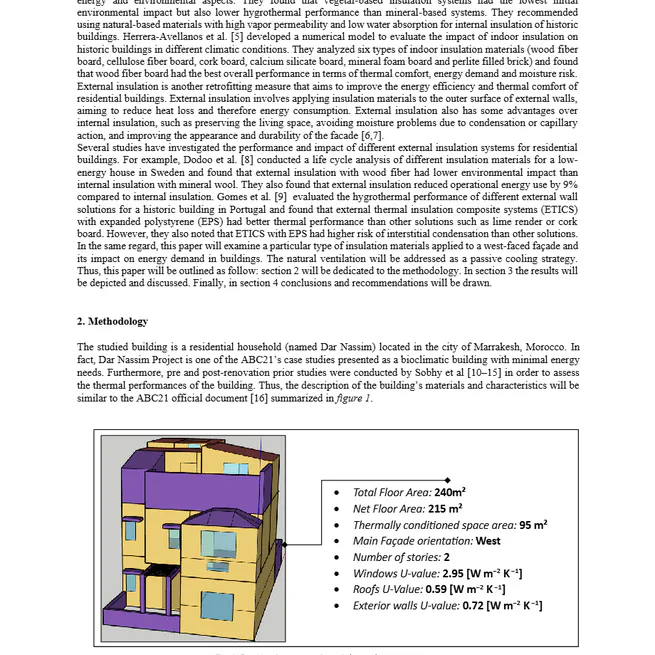 energy and environmental aspects. They found that vegetal-based insulation systems had the lowest initial
environmental impact but also lower hygrothermal performance than mineral-based systems. They recommended
using natural-based materials with high vapor permeability and low water absorption for internal insulation of historic
buildings. Herrera-Avellanos et al. [5] developed a numerical model to evaluate the impact of indoor insulation on
historic buildings in different climatic conditions. They analyzed six types of indoor insulation materials (wood fiber
board, cellulose fiber board, cork board, calcium silicate board, mineral foam board and perlite filled brick) and found
that wood fiber board had the best overall performance in terms of thermal comfort, energy demand and moisture risk.
External insulation is another retrofitting measure that aims to improve the energy efficiency and thermal comfort of
residential buildings. External insulation involves applying insulation materials to the outer surface of external walls,
aiming to reduce heat loss and therefore energy consumption. External insulation also has some advantages over
internal insulation, such as preserving the living space, avoiding moisture problems due to condensation or capillary
action, and improving the appearance and durability of the facade [6,7].
Several studies have investigated the performance and impact of different external insulation systems for residential
buildings. For example, Dodoo et al. [8] conducted a life cycle analysis of different insulation materials for a low-
energy house in Sweden and found that external insulation with wood fiber had lower environmental impact than
internal insulation with mineral wool. They also found that external insulation reduced operational energy use by 9%
compared to internal insulation. Gomes et al. [9] evaluated the hygrothermal performance of different external wall
solutions for a historic building in Portugal and found that external thermal insulation composite systems (ETICS)
with expanded polystyrene (EPS) had better thermal performance than other solutions such as lime render or cork
board. However, they also noted that ETICS with EPS had higher risk of interstitial condensation than other solutions.
In the same regard, this paper will examine a particular type of insulation materials applied to a west-faced façade and
its impact on energy demand in buildings. The natural ventilation will be addressed as a passive cooling strategy.
Thus, this paper will be outlined as follow: section 2 will be dedicated to the methodology. In section 3 the results will
be depicted and discussed. Finally, in section 4 conclusions and recommendations will be drawn.
2. Methodology
The studied building is a residential household (named Dar Nassim) located in the city of Marrakesh, Morocco. In
fact, Dar Nassim Project is one of the ABC21's case studies presented as a bioclimatic building with minimal energy
needs. Furthermore, pre and post-renovation prior studies were conducted by Sobhy et al [10–15] in order to assess
the thermal performances of the building. Thus, the description of the building's materials and characteristics will be
similar to the ABC21 official document [16] summarized in figure 1.
• Total Floor Area: 240m²
• Net Floor Area: 215 m²
• Thermally conditioned space area: 95 m²
• Main Façade orientation: West
• Number of stories: 2
• Windows U-value: 2.95 [W m⁻² K⁻¹]
• Roofs U-Value: 0.59 [W m⁻² K⁻¹]
• Exterior walls U-value: 0.72 [W m⁻² K⁻¹]